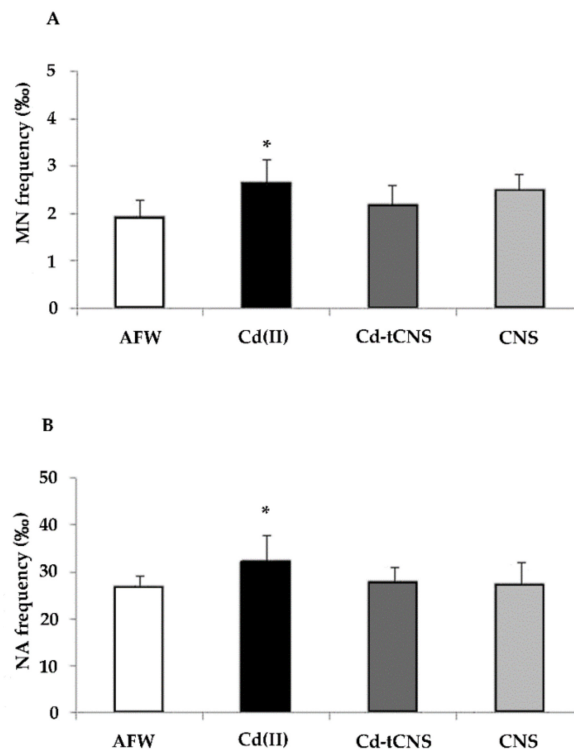 A
MN frequency (‰)
5
4
3
2
1
0
*
AFW Cd(II) Cd-tCNS CNS
B
NA frequency (‰)
50
40
30
20
10
0
*
AFW Cd(II) Cd-tCNS CNS